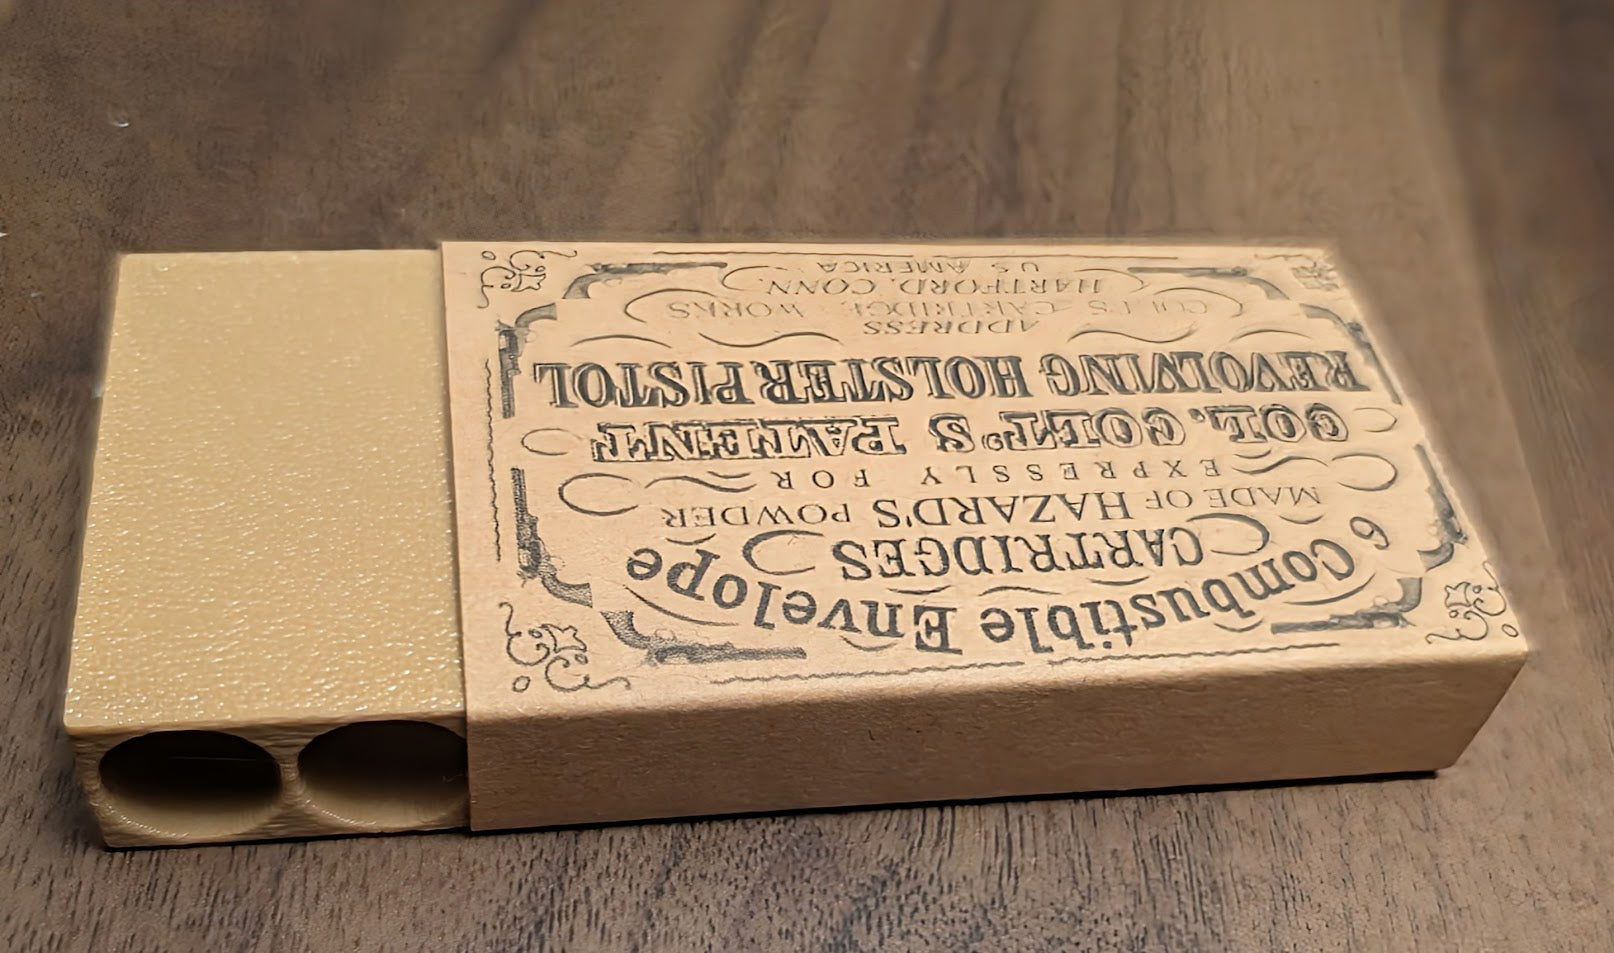 6 Combustible Envelope
CARTRIDGES
MADE OF HAZARD'S POWDER
EXPRESSLY FOR
COL. COLT'S PATENT
REVOLVING HOLSTER PISTOL
ADDRESS
COLT'S CARTRIDGE WORKS
HARTFORD, CONN.
U S AMERICA